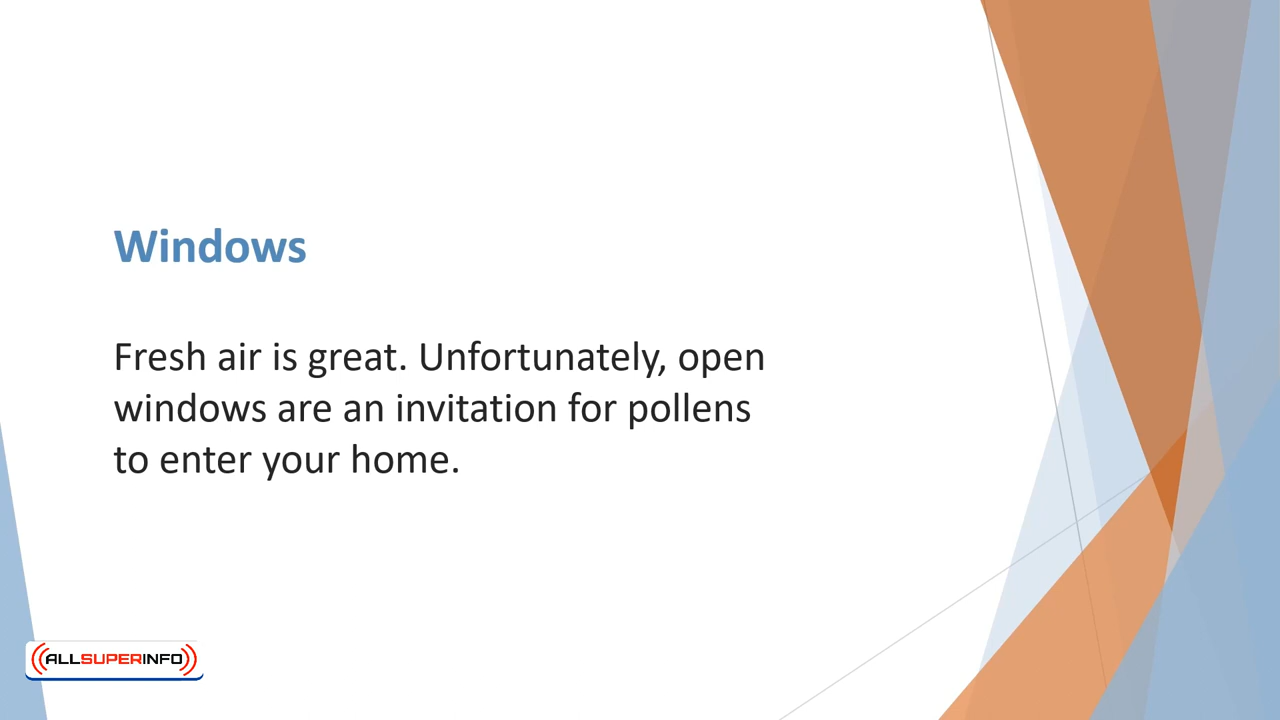 Windows
Fresh air is great. Unfortunately, open
windows are an invitation for pollens
to enter your home.
ALLSUPERINFO